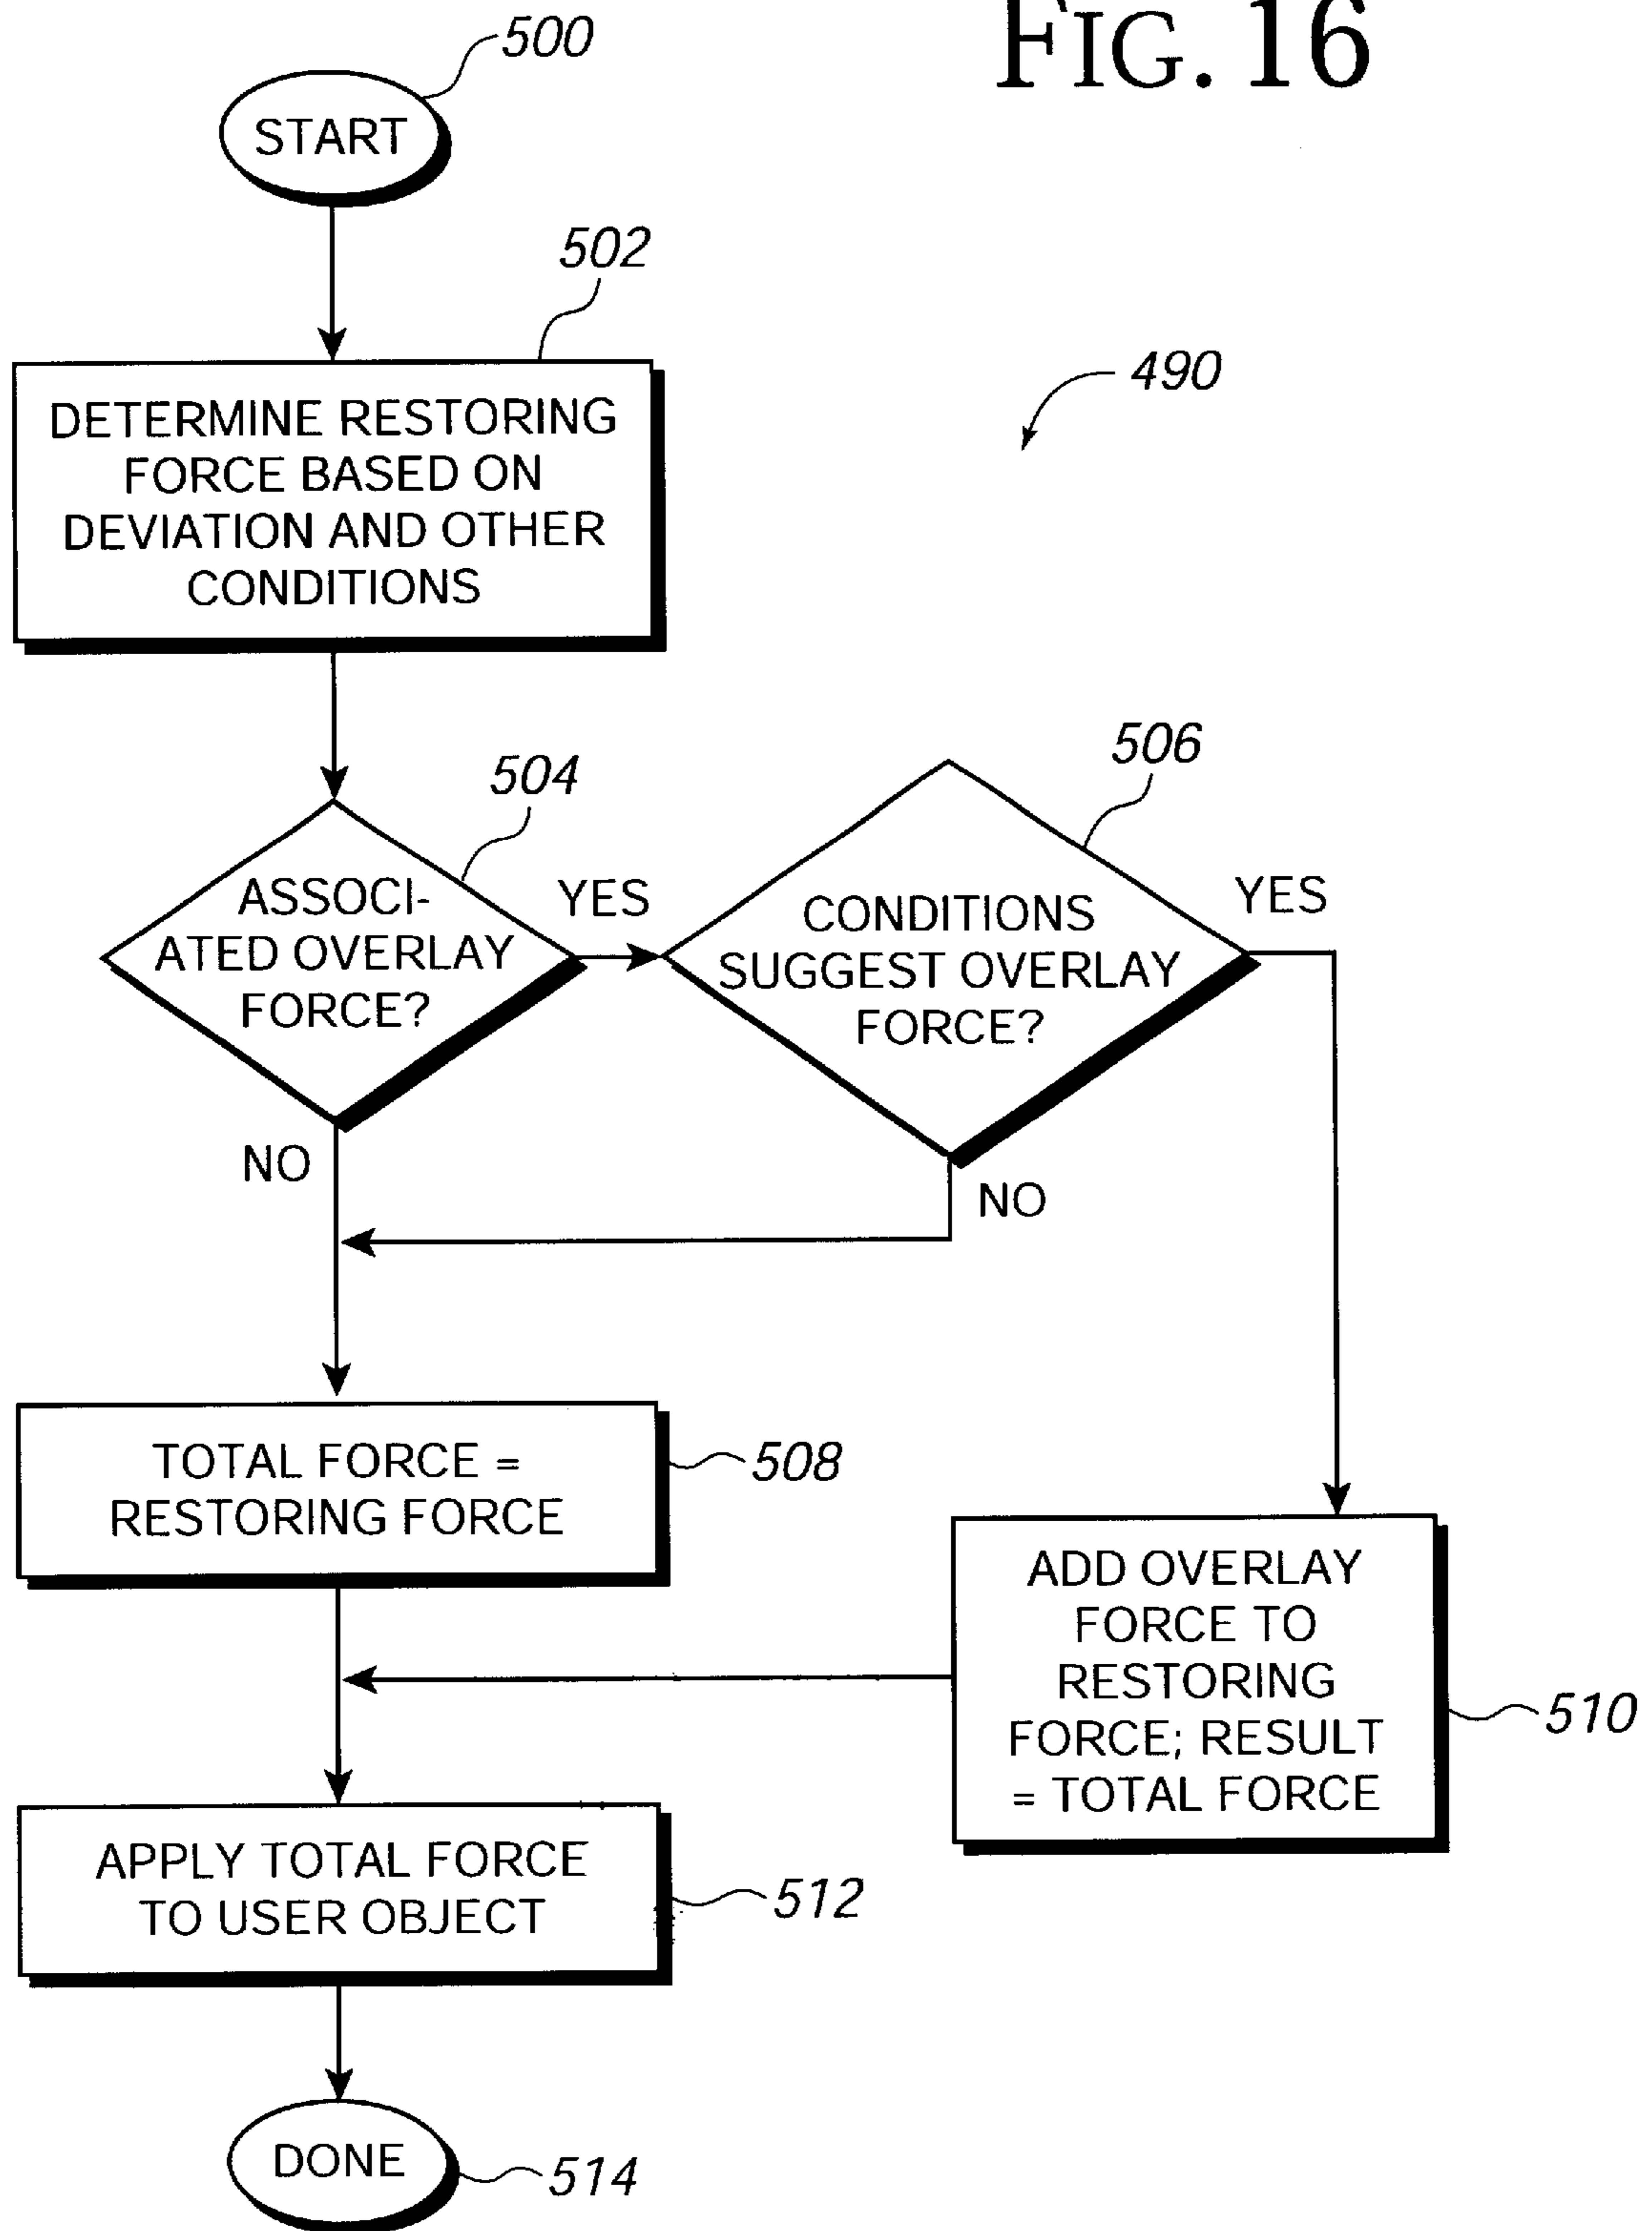 FIG. 16
500
START
502
490
DETERMINE RESTORING
FORCE BASED ON
DEVIATION AND OTHER
CONDITIONS
504
506
ASSOCI-
ATED OVERLAY
FORCE?
YES
CONDITIONS
SUGGEST OVERLAY
FORCE?
YES
NO
NO
TOTAL FORCE =
RESTORING FORCE
508
ADD OVERLAY
FORCE TO
RESTORING
FORCE; RESULT
= TOTAL FORCE
510
APPLY TOTAL FORCE
TO USER OBJECT
512
DONE
514